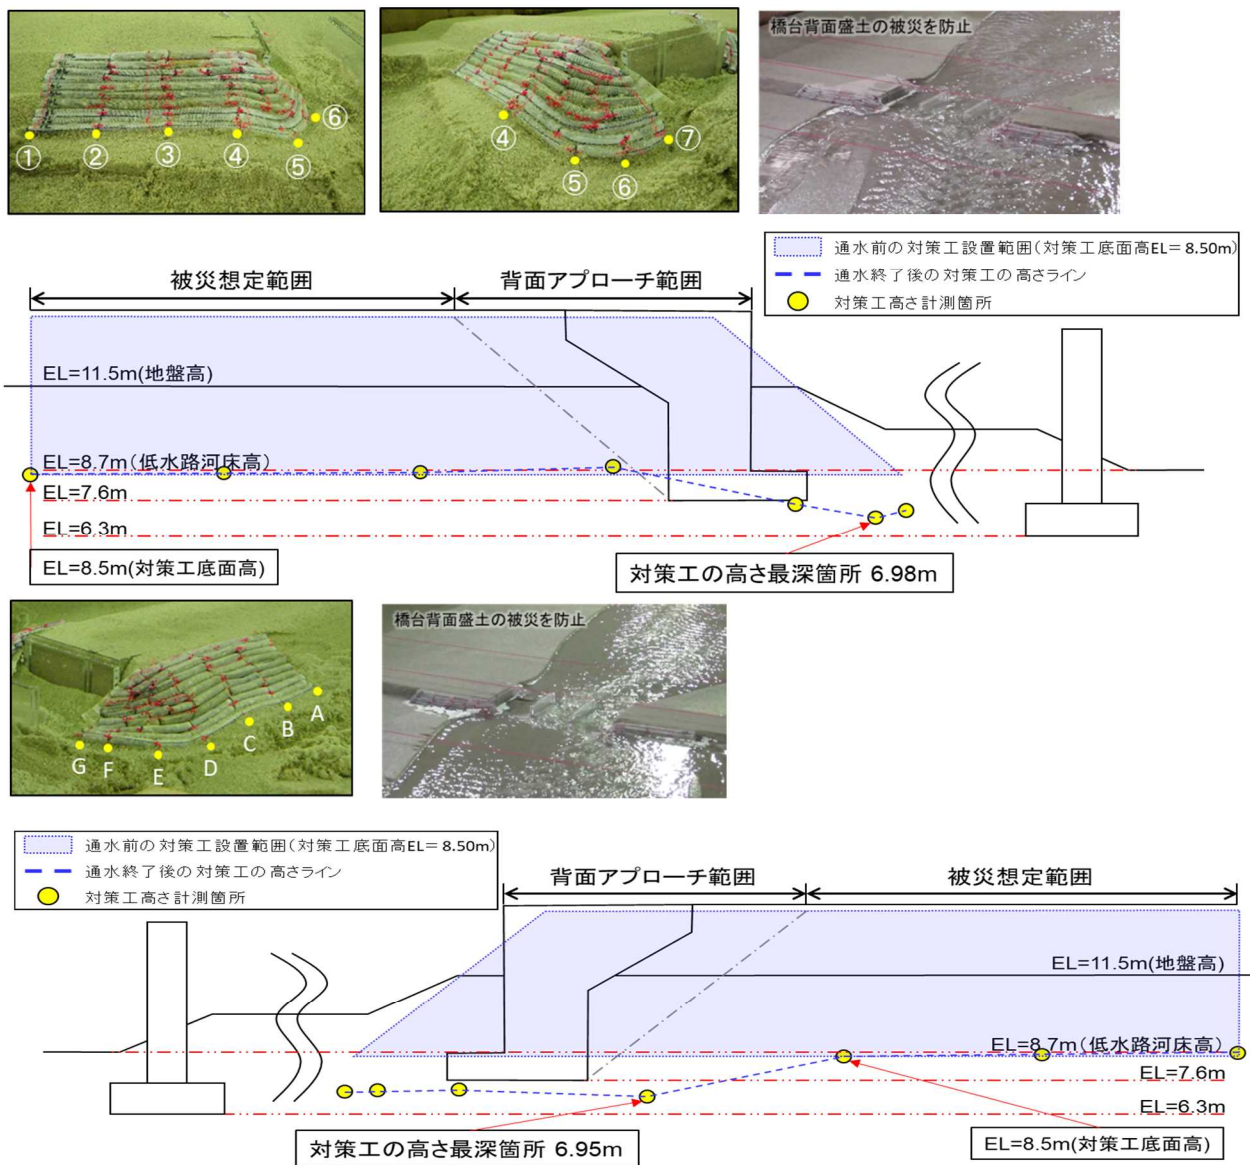 ① ② ③ ④ ⑤ ⑥
④ ⑤ ⑥ ⑦
橋台背面盛土の被災を防止
通水前の対策工設置範囲(対策工底面高EL=8.50m)
通水終了後の対策工の高さライン
対策工高さ計測箇所
被災想定範囲
背面アプローチ範囲
EL=11.5m(地盤高)
EL=8.7m(低水路河床高)
EL=7.6m
EL=6.3m
EL=8.5m(対策工底面高)
対策工の高さ最深箇所 6.98m
G F E D C B A
橋台背面盛土の被災を防止
通水前の対策工設置範囲(対策工底面高EL=8.50m)
通水終了後の対策工の高さライン
対策工高さ計測箇所
背面アプローチ範囲
被災想定範囲
EL=11.5m(地盤高)
EL=8.7m(低水路河床高)
EL=7.6m
EL=6.3m
対策工の高さ最深箇所 6.95m
EL=8.5m(対策工底面高)